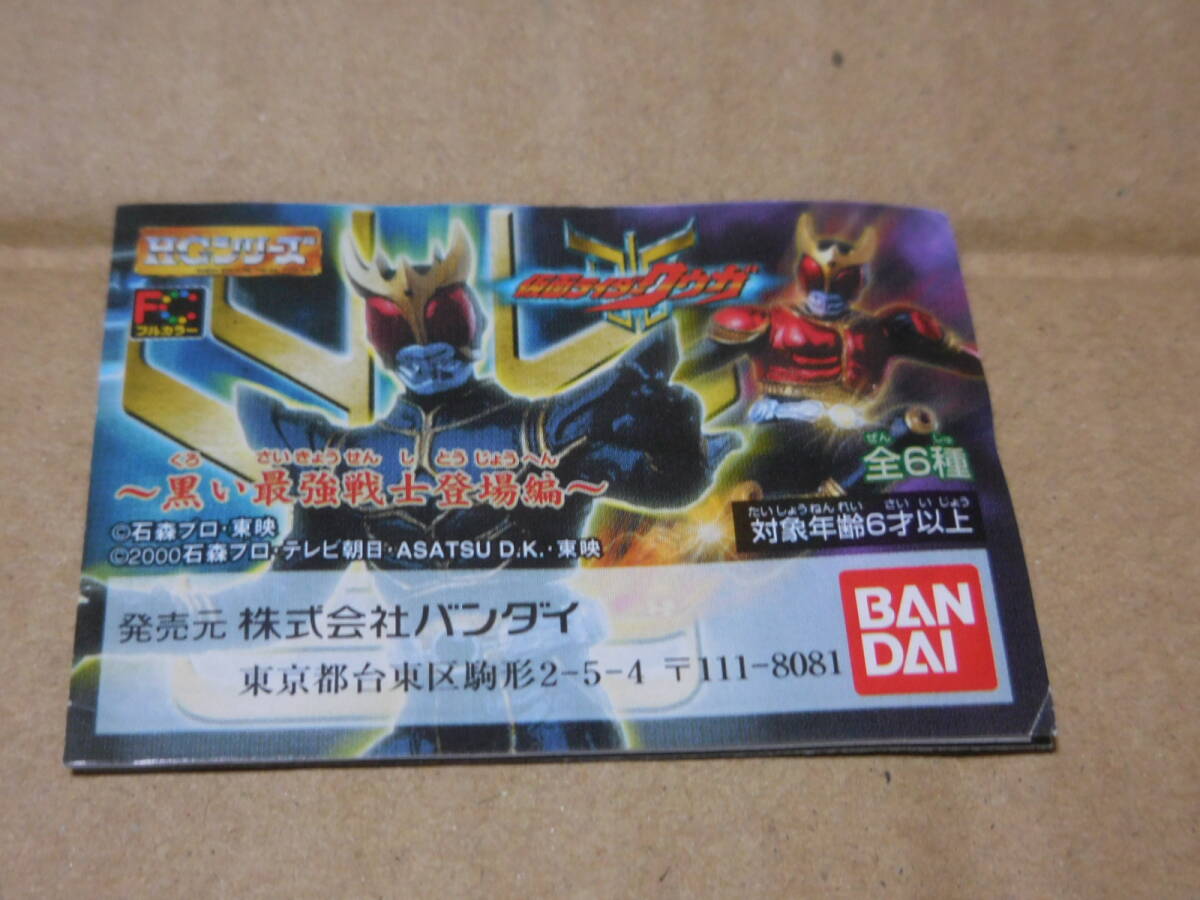 HGシリーズ
仮面ライダークウガ
フルカラー
くろ さいきょうせんしとうじょうへん
～黒い最強戦士登場編～
ぜん しゅ
全6種
たいしょうねんれい さいいじょう
対象年齢6才以上
©石森プロ・東映
©2000石森プロ・テレビ朝日・ASATSU D.K.・東映
発売元 株式会社バンダイ
東京都台東区駒形2-5-4 〒111-8081
BAN
DAI